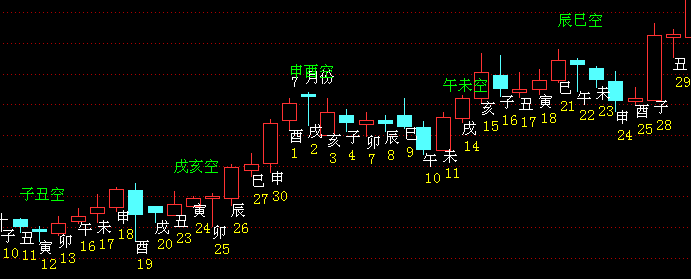 子丑空
子
10
丑
11
寅
12
卯
13
午
16
未
17
申
18
酉
19
戌亥空
戌
20
丑
23
寅
24
卯
25
辰
26
巳
27
申
30
申酉空
7 月份
酉
1
戌
2
亥
3
子
4
卯
7
辰
8
巳
9
午
10
未
11
午未空
戌
14
亥
15
子
16
丑
17
寅
18
辰巳空
巳
21
午
22
未
23
申
24
酉
25
子
28
丑
29